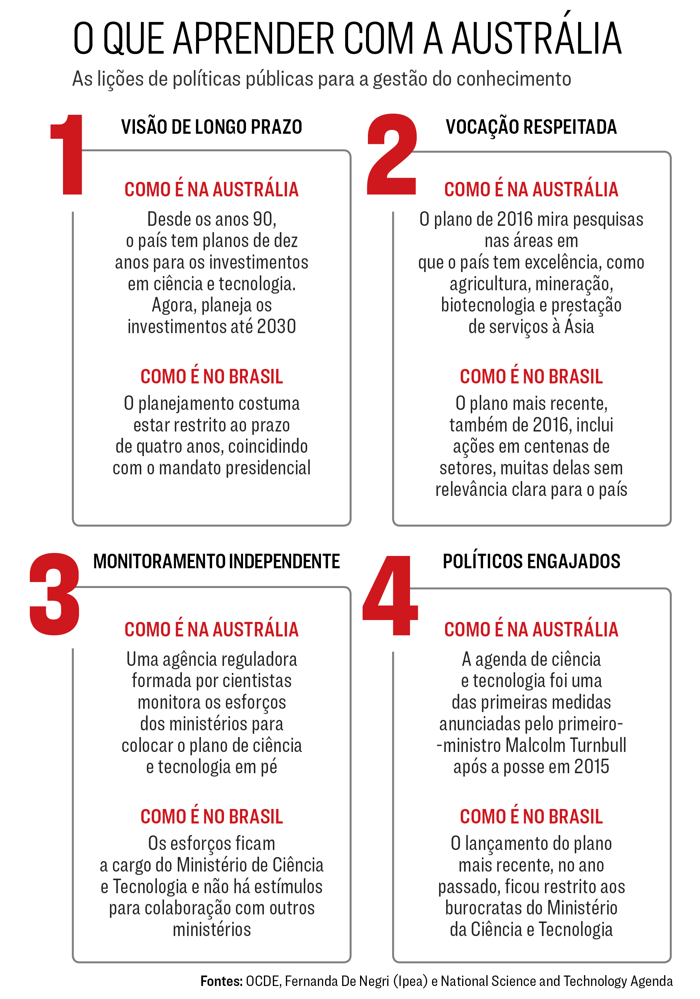 O QUE APRENDER COM A AUSTRÁLIA
As lições de políticas públicas para a gestão do conhecimento
1
VISÃO DE LONGO PRAZO
COMO É NA AUSTRÁLIA
Desde os anos 90,
o país tem planos de dez
anos para os investimentos
em ciência e tecnologia.
Agora, planeja os
investimentos até 2030
COMO É NO BRASIL
O planejamento costuma
estar restrito ao prazo
de quatro anos, coincidindo
com o mandato presidencial
2
VOCAÇÃO RESPEITADA
COMO É NA AUSTRÁLIA
O plano de 2016 mira pesquisas
nas áreas em
que o país tem excelência, como
agricultura, mineração,
biotecnologia e prestação
de serviços à Ásia
COMO É NO BRASIL
O plano mais recente,
também de 2016, inclui
ações em centenas de
setores, muitas delas sem
relevância clara para o país
3
MONITORAMENTO INDEPENDENTE
COMO É NA AUSTRÁLIA
Uma agência reguladora
formada por cientistas
monitora os esforços
dos ministérios para
colocar o plano de ciência
e tecnologia em pé
COMO É NO BRASIL
Os esforços ficam
a cargo do Ministério de Ciência
e Tecnologia e não há estímulos
para colaboração com outros
ministérios
4
POLÍTICOS ENGAJADOS
COMO É NA AUSTRÁLIA
A agenda de ciência
e tecnologia foi uma
das primeiras medidas
anunciadas pelo primeiro-
-ministro Malcolm Turnbull
após a posse em 2015
COMO É NO BRASIL
O lançamento do plano
mais recente, no ano
passado, ficou restrito aos
burocratas do Ministério
da Ciência e Tecnologia
Fontes: OCDE, Fernanda De Negri (Ipea) e National Science and Technology Agenda